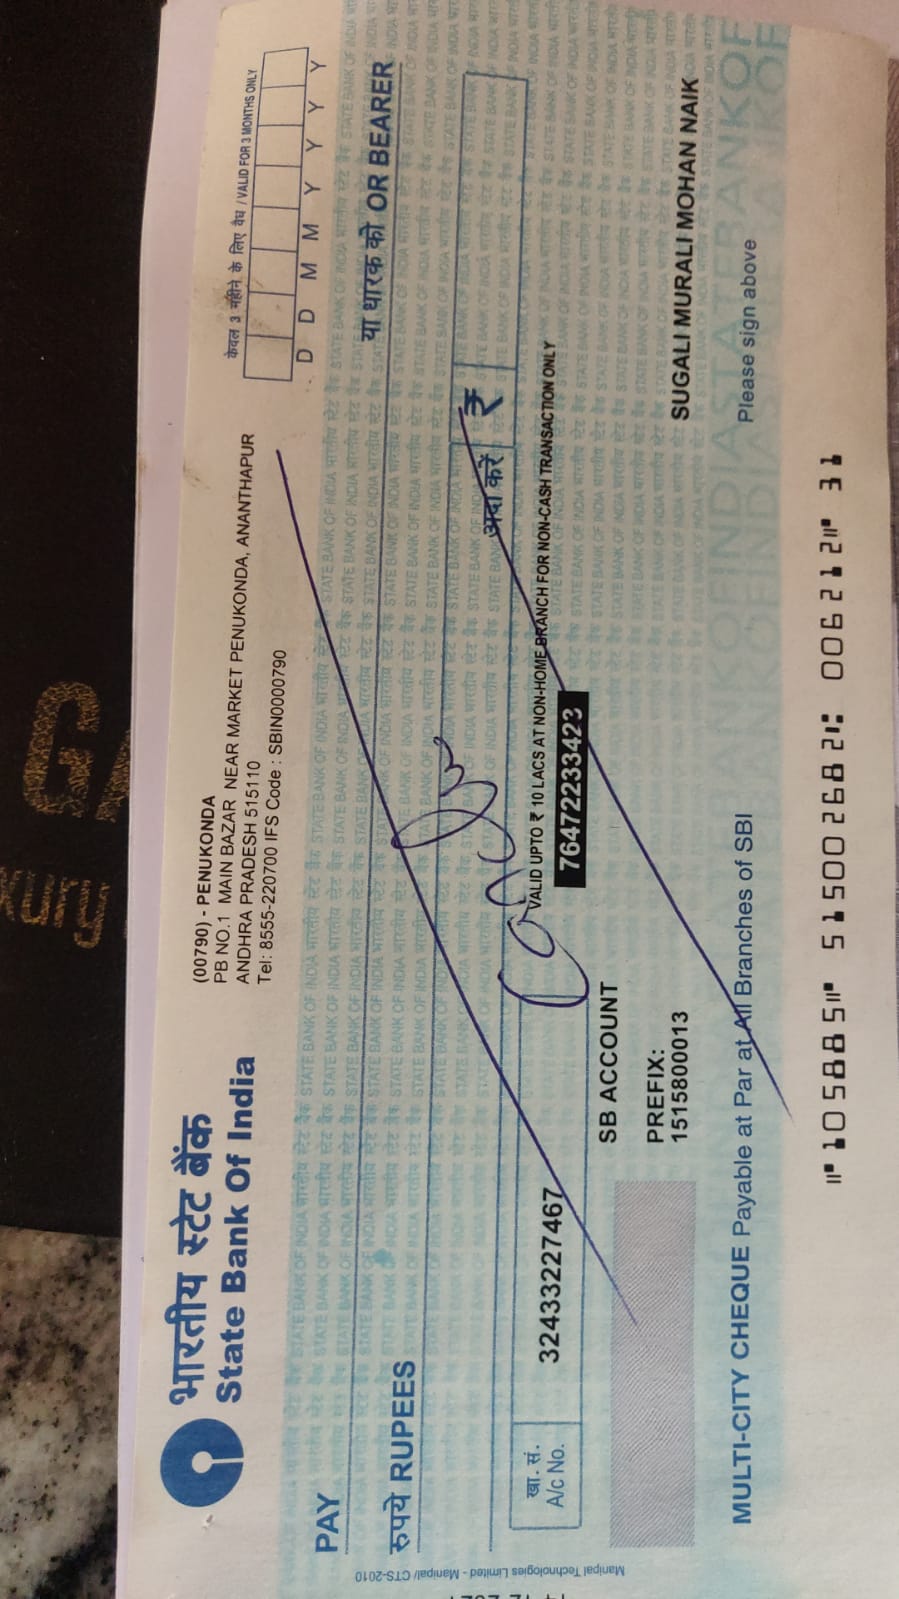 भारतीय स्टेट बैंक
State Bank Of India
(00790) - PENUKONDA
PB NO.1 MAIN BAZAR NEAR MARKET PENUKONDA, ANANTHAPUR
ANDHRA PRADESH 515110
Tel: 8555-220700 IFS Code : SBIN0000790
केवल 3 महीने के लिए वैध / VALID FOR 3 MONTHS ONLY
D D M M Y Y Y Y
PAY
या धारक को OR BEARER
रुपये RUPEES
अदा करें ₹
खा. सं.
A/c No.
32433227467
VALID UPTO ₹ 10 LACS AT NON-HOME BRANCH FOR NON-CASH TRANSACTION ONLY
76472233423
SB ACCOUNT
PREFIX:
1515800013
SUGALI MURALI MOHAN NAIK
MULTI-CITY CHEQUE Payable at Par at All Branches of SBI
Please sign above
⑈105885⑈ 515002682⑆ 006212⑈ 31
Manipal Technologies Limited - Manipal/ CTS-2010